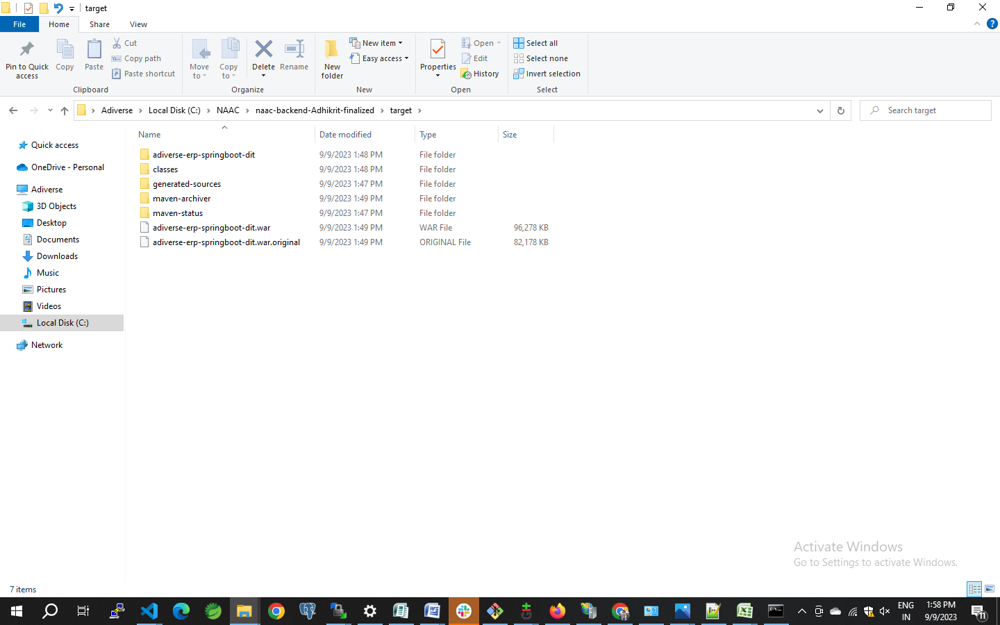 target
File
Home
Share
View
Pin to Quick access
Copy
Paste
Cut
Copy path
Paste shortcut
Clipboard
Move to
Copy to
Delete
Rename
Organize
New folder
New item
Easy access
New
Properties
Open
Edit
History
Open
Select all
Select none
Invert selection
Select
Adiverse
Local Disk (C:)
NAAC
naac-backend-Adhikrit-finalized
target
Search target
Name
Date modified
Type
Size
Quick access
OneDrive - Personal
Adiverse
3D Objects
Desktop
Documents
Downloads
Music
Pictures
Videos
Local Disk (C:)
Network
adiverse-erp-springboot-dit 9/9/2023 1:48 PM File folder
classes 9/9/2023 1:48 PM File folder
generated-sources 9/9/2023 1:47 PM File folder
maven-archiver 9/9/2023 1:49 PM File folder
maven-status 9/9/2023 1:47 PM File folder
adiverse-erp-springboot-dit.war 9/9/2023 1:49 PM WAR File 96,278 KB
adiverse-erp-springboot-dit.war.original 9/9/2023 1:49 PM ORIGINAL File 82,178 KB
Activate Windows
Go to Settings to activate Windows.
7 items
ENG
IN
1:58 PM
9/9/2023
11